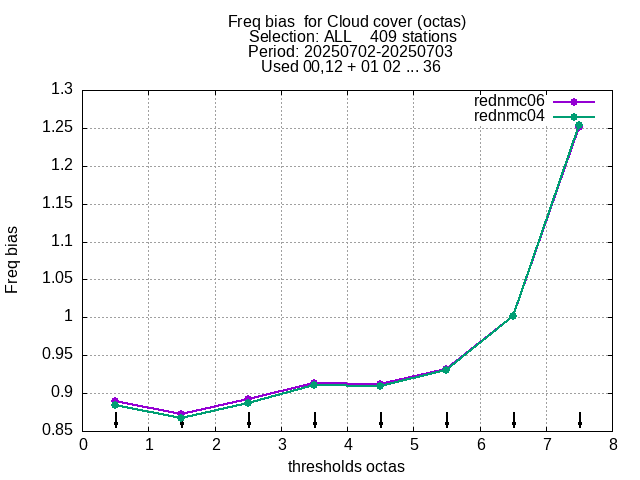 Freq bias  for Cloud cover (octas)
Selection: ALL    409 stations
Period: 20250702-20250703
Used 00,12 + 01 02 ... 36
rednmc06
rednmc04
1.3
1.25
1.2
1.15
1.1
1.05
1
0.95
0.9
0.85
Freq bias
0 1 2 3 4 5 6 7 8
thresholds octas